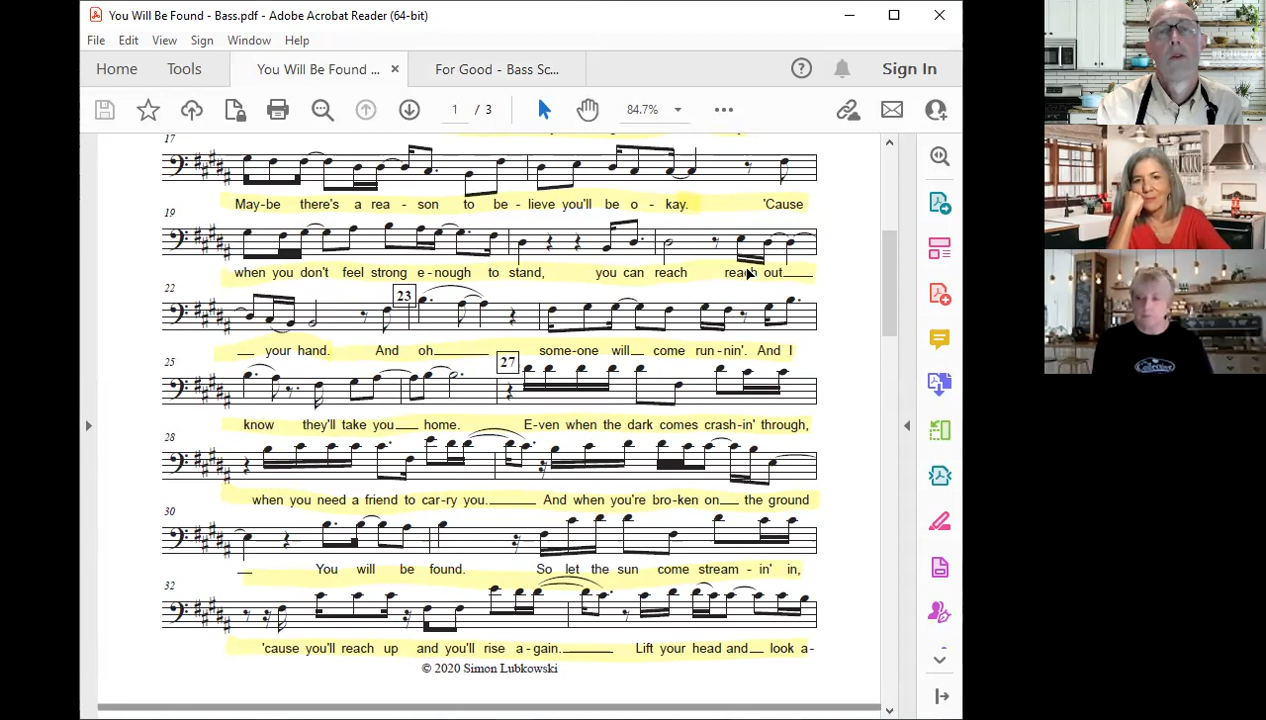 You Will Be Found - Bass.pdf - Adobe Acrobat Reader (64-bit)
File Edit View Sign Window Help
Home Tools You Will Be Found ... × For Good - Bass Sc... Sign In
1 / 3 84.7%
17
May-be there's a rea - son to be - lieve you'll be o - kay. 'Cause
19
when you don't feel strong e - nough to stand, you can reach reach out
22
23
your hand. And oh some-one will come run - nin'. And I
25
27
know they'll take you home. E-ven when the dark comes crash-in' through,
28
when you need a friend to car-ry you. And when you're bro-ken on the ground
30
You will be found. So let the sun come stream - in' in,
32
'cause you'll reach up and you'll rise a-gain. Lift your head and look a-
© 2020 Simon Lubkowski